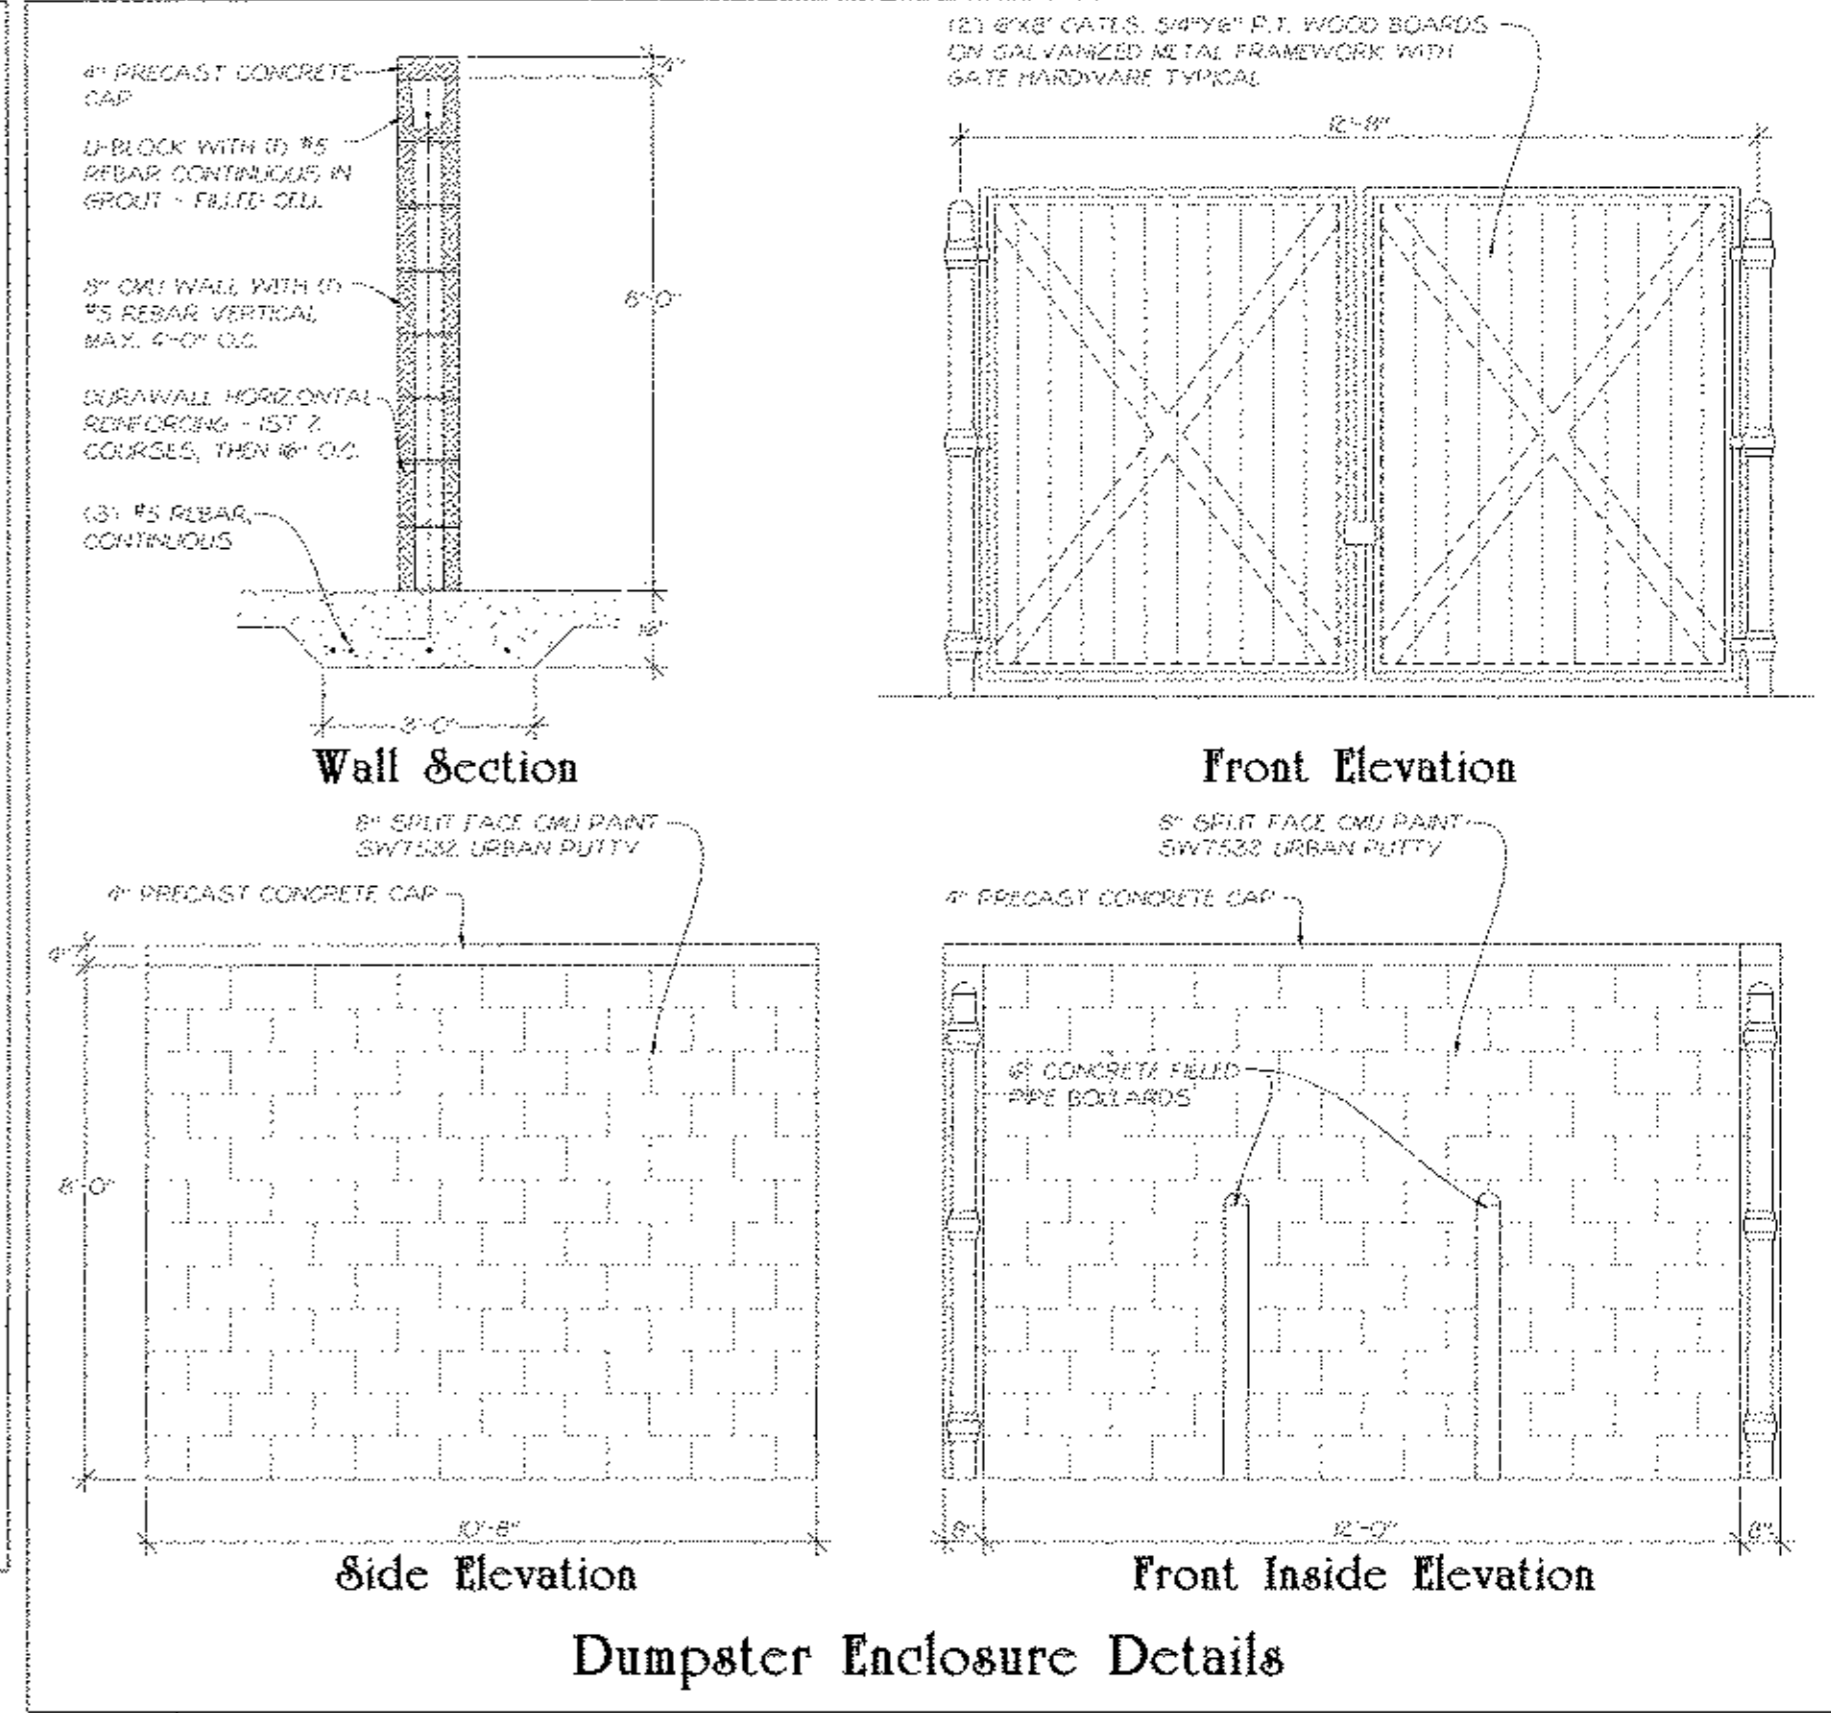 4" PRECAST CONCRETE
CAP
U-BLOCK WITH (1) #5
REBAR CONTINUOUS IN
GROUT - FILLED CELL
8" CMU WALL WITH (1)
#5 REBAR VERTICAL
MAX. 4'-0" O.C.
DURAWALL HORIZONTAL
REINFORCING - 1ST 2
COURSES, THEN 16" O.C.
(3) #5 REBAR,
CONTINUOUS
4"
8'-0"
16"
3'-0"
Wall Section
(2) 6'X8' GATES. 5/4"X6" P.T. WOOD BOARDS
ON GALVANIZED METAL FRAMEWORK WITH
GATE HARDWARE TYPICAL
12'-8"
Front Elevation
8" SPLIT FACE CMU PAINT
SW7532 URBAN PUTTY
4" PRECAST CONCRETE CAP
4"
8'-0"
10'-8"
Side Elevation
8" SPLIT FACE CMU PAINT
SW7532 URBAN PUTTY
4" PRECAST CONCRETE CAP
6" CONCRETE FILLED
PIPE BOLLARDS
8"
12'-0"
8"
Front Inside Elevation
Dumpster Enclosure Details